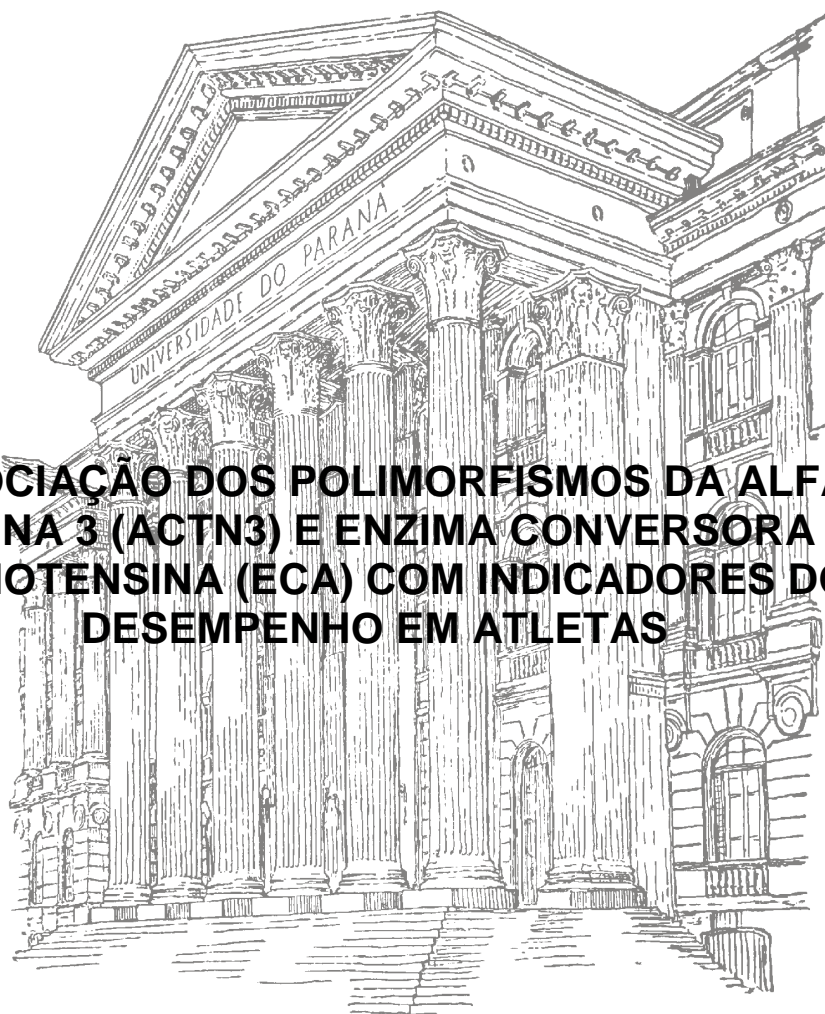 UNIVERSIDADE DO PARANÁ
OCIAÇÃO DOS POLIMORFISMOS DA ALFA
NA 3 (ACTN3) E ENZIMA CONVERSORA
IOTENSINA (ECA) COM INDICADORES DO
DESEMPENHO EM ATLETAS